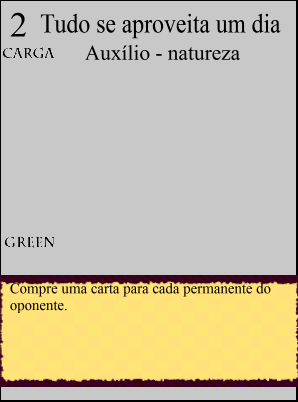 2 Tudo se aproveita um dia
CARGA Auxílio - natureza
GREEN
Compre uma carta para cada permanente do
oponente.